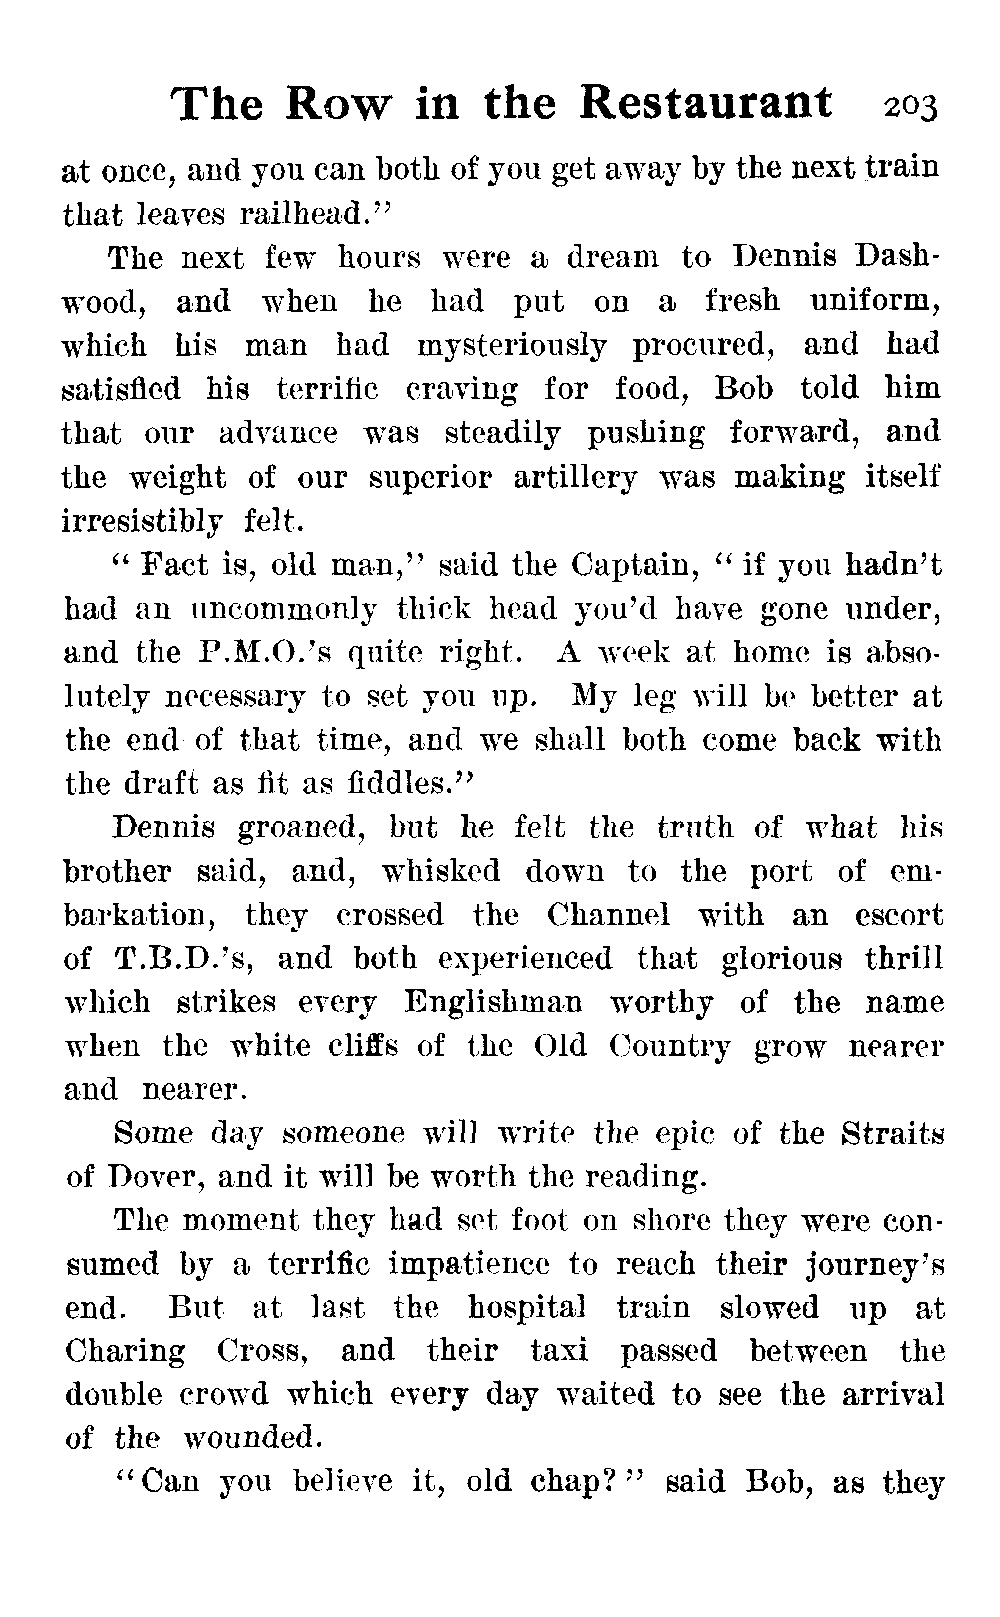 The Row in the Restaurant 203
at once, and you can both of you get away by the next train
that leaves railhead."
The next few hours were a dream to Dennis Dash-
wood, and when he had put on a fresh uniform,
which his man had mysteriously procured, and had
satisfied his terrific craving for food, Bob told him
that our advance was steadily pushing forward, and
the weight of our superior artillery was making itself
irresistibly felt.
"Fact is, old man," said the Captain, "if you hadn't
had an uncommonly thick head you'd have gone under,
and the P.M.O.'s quite right. A week at home is abso-
lutely necessary to set you up. My leg will be better at
the end of that time, and we shall both come back with
the draft as fit as fiddles."
Dennis groaned, but he felt the truth of what his
brother said, and, whisked down to the port of em-
barkation, they crossed the Channel with an escort
of T.B.D.'s, and both experienced that glorious thrill
which strikes every Englishman worthy of the name
when the white cliffs of the Old Country grow nearer
and nearer.
Some day someone will write the epic of the Straits
of Dover, and it will be worth the reading.
The moment they had set foot on shore they were con-
sumed by a terrific impatience to reach their journey's
end. But at last the hospital train slowed up at
Charing Cross, and their taxi passed between the
double crowd which every day waited to see the arrival
of the wounded.
"Can you believe it, old chap?" said Bob, as they